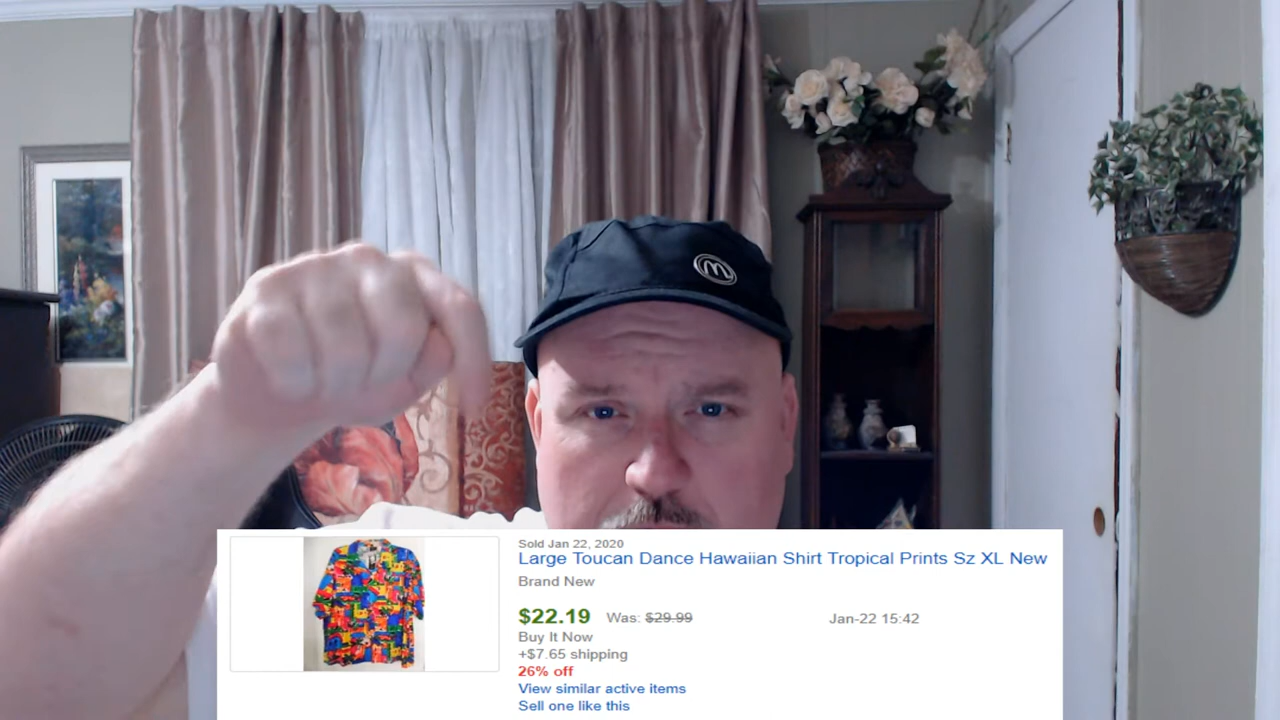 M
Sold Jan 22, 2020
Large Toucan Dance Hawaiian Shirt Tropical Prints Sz XL New
Brand New
$22.19 Was: $29.99 Jan-22 15:42
Buy It Now
+$7.65 shipping
26% off
View similar active items
Sell one like this